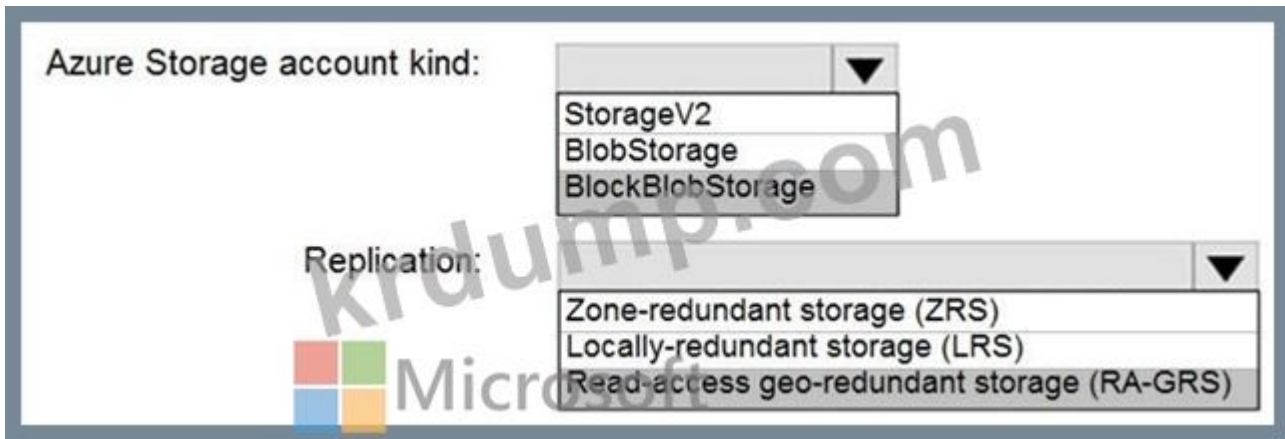 Azure Storage account kind:
StorageV2
BlobStorage
BlockBlobStorage
Replication:
Zone-redundant storage (ZRS)
Locally-redundant storage (LRS)
Read-access geo-redundant storage (RA-GRS)
krdump.com
Microsoft